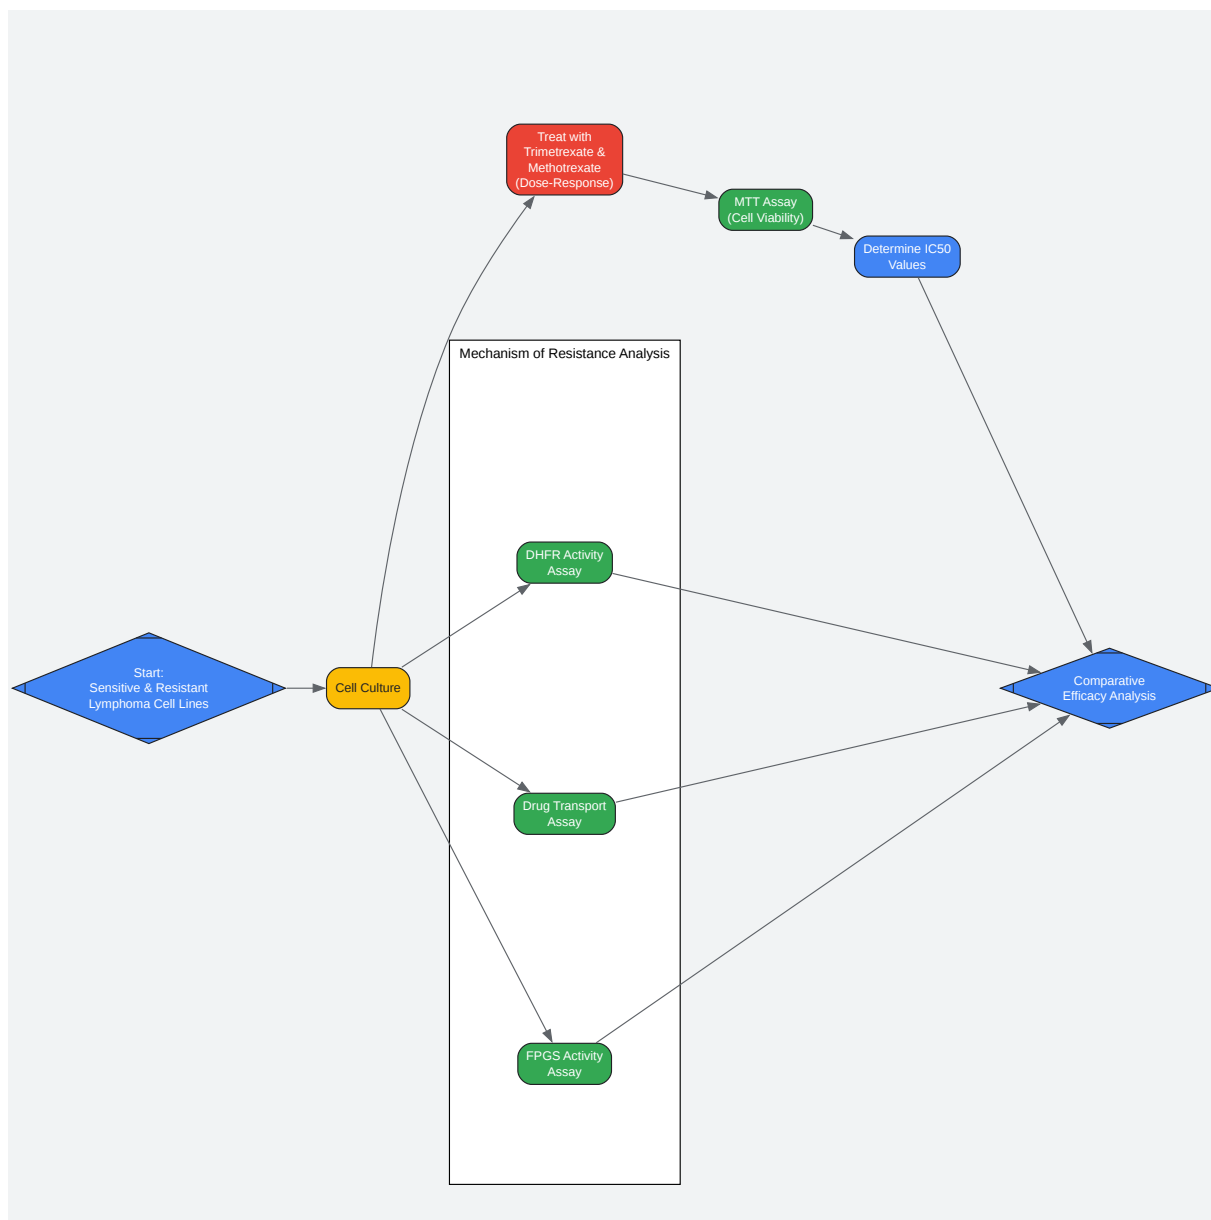 Treat with
Trimetrexate &
Methotrexate
(Dose-Response)
MTT Assay
(Cell Viability)
Determine IC50
Values
Mechanism of Resistance Analysis
DHFR Activity
Assay
Start:
Sensitive & Resistant
Lymphoma Cell Lines
Cell Culture
Comparative
Efficacy Analysis
Drug Transport
Assay
FPGS Activity
Assay